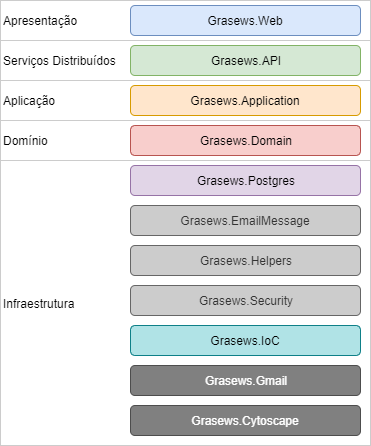 Apresentação
Grasews.Web
Serviços Distribuídos
Grasews.API
Aplicação
Grasews.Application
Domínio
Grasews.Domain
Infraestrutura
Grasews.Postgres
Grasews.EmailMessage
Grasews.Helpers
Grasews.Security
Grasews.IoC
Grasews.Gmail
Grasews.Cytoscape